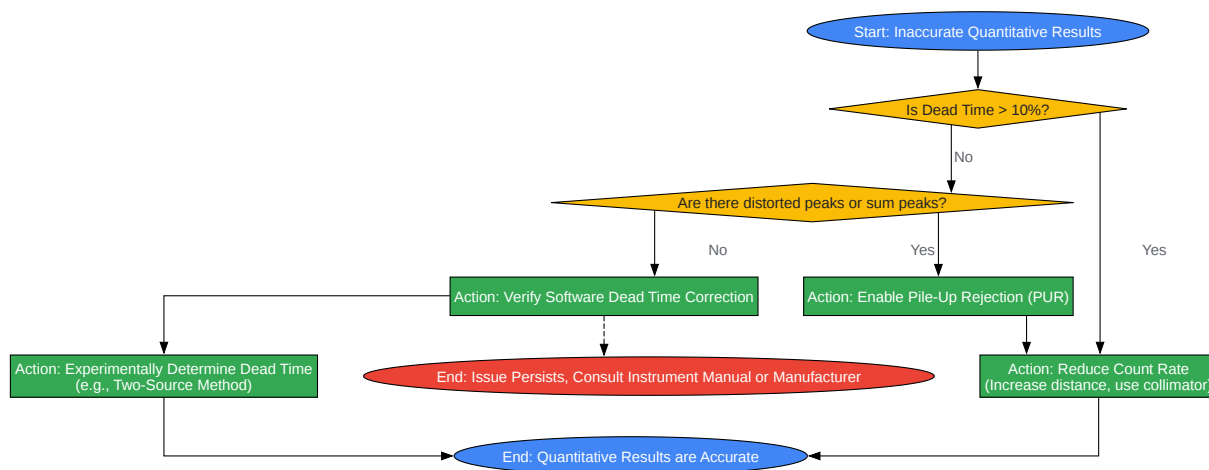 Start: Inaccurate Quantitative Results
Is Dead Time > 10%?
No
Are there distorted peaks or sum peaks?
No
Yes
Yes
Action: Verify Software Dead Time Correction
Action: Enable Pile-Up Rejection (PUR)
Action: Experimentally Determine Dead Time
(e.g., Two-Source Method)
End: Issue Persists, Consult Instrument Manual or Manufacturer
Action: Reduce Count Rate
(Increase distance, use collimator)
End: Quantitative Results are Accurate